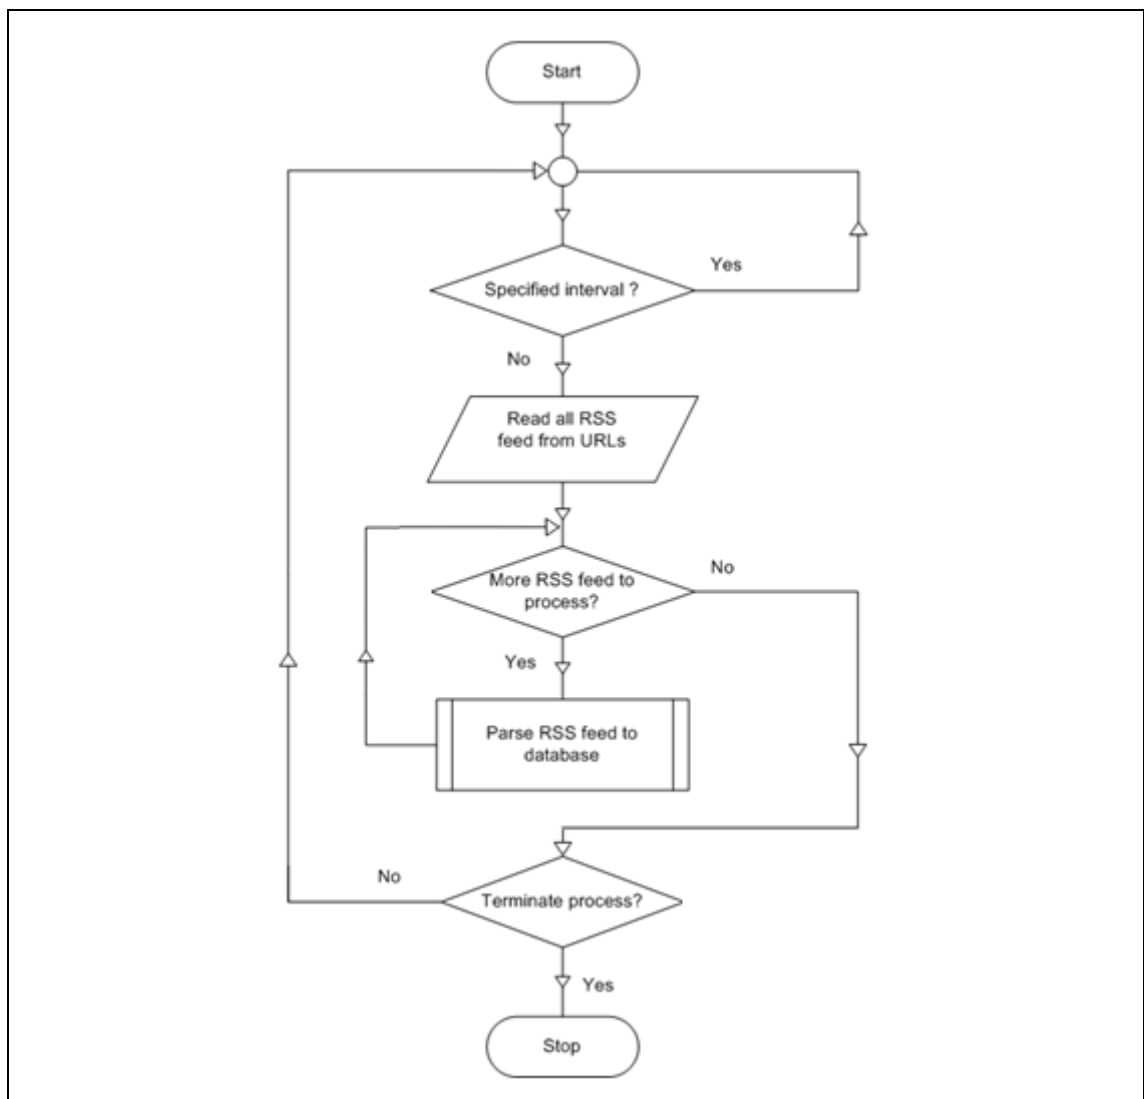 Start
Specified interval ?
Yes
No
Read all RSS
feed from URLs
More RSS feed to
process?
No
Yes
Parse RSS feed to
database
Terminate process?
No
Yes
Stop